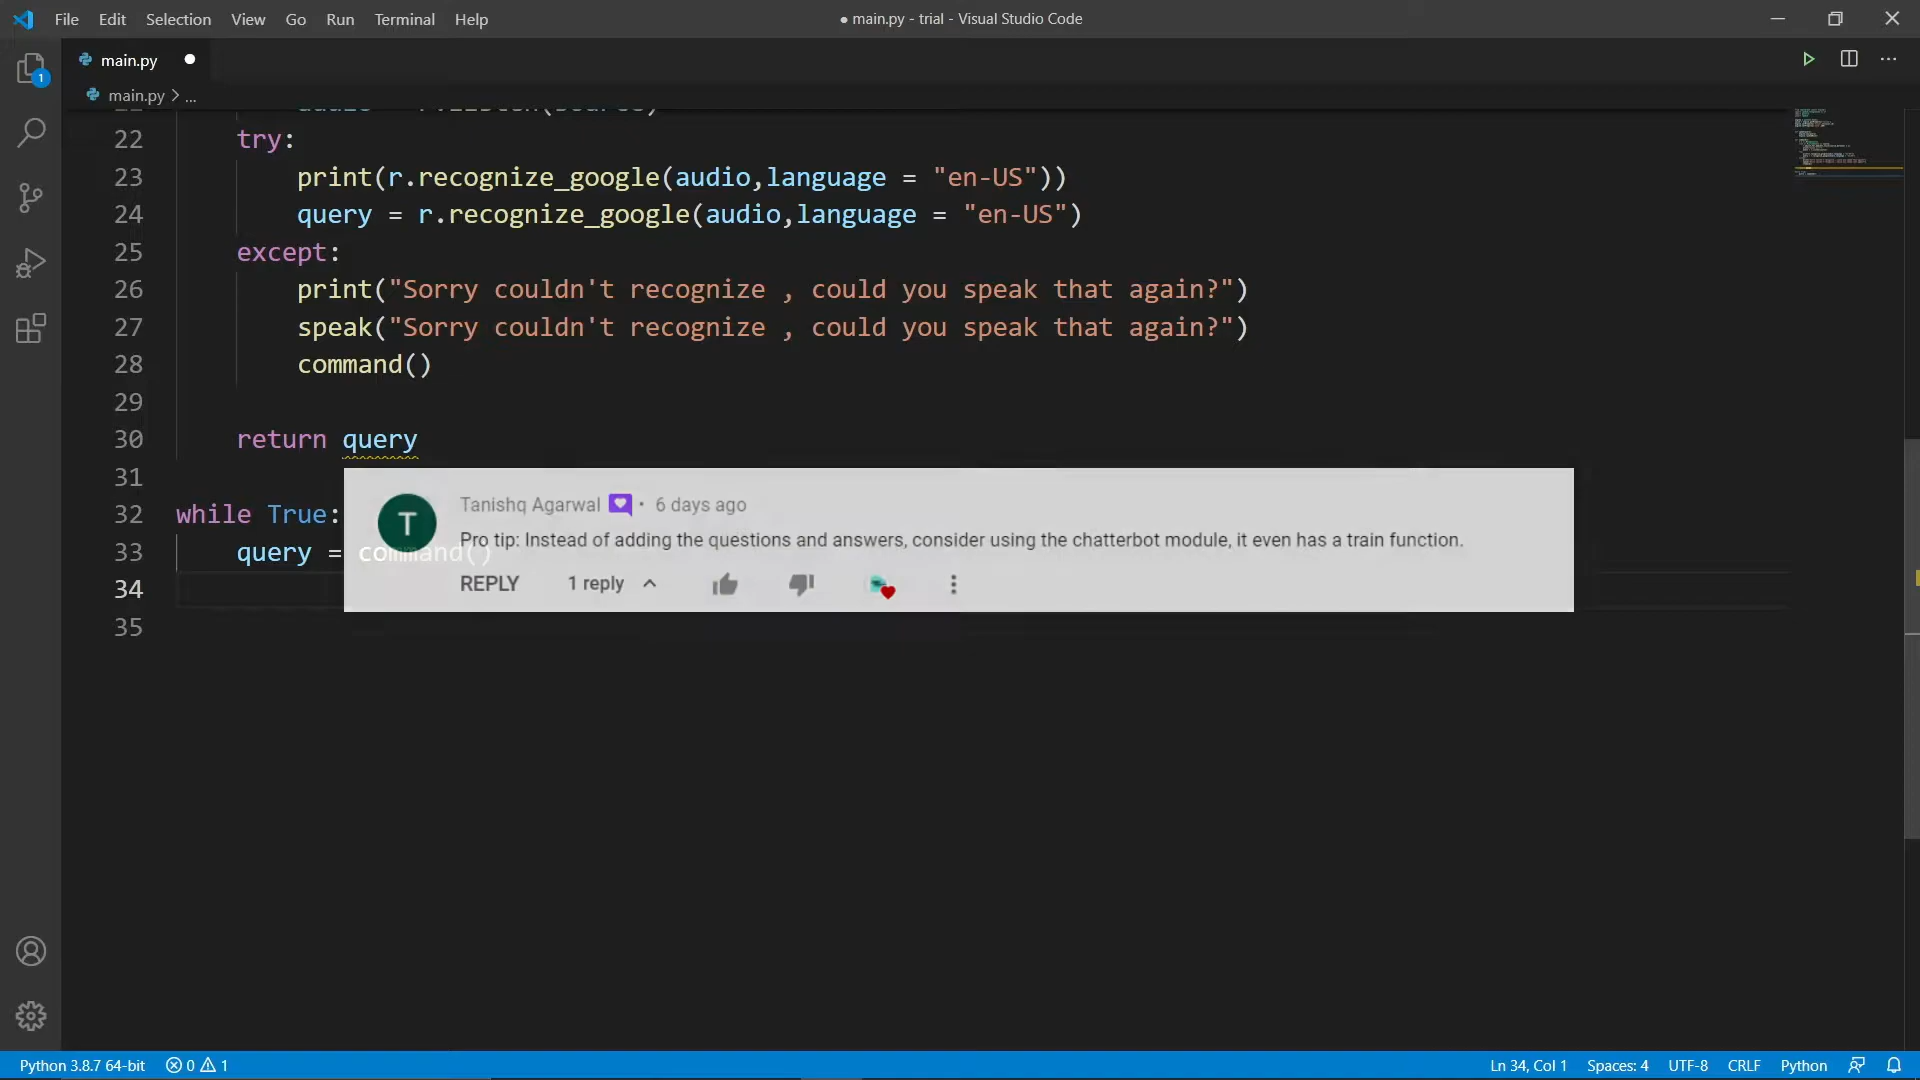 File Edit Selection View Go Run Terminal Help
● main.py - trial - Visual Studio Code
main.py
1
main.py > ...
22 try:
23 print(r.recognize_google(audio,language = "en-US"))
24 query = r.recognize_google(audio,language = "en-US")
25 except:
26 print("Sorry couldn't recognize , could you speak that again?")
27 speak("Sorry couldn't recognize , could you speak that again?")
28 command()
29
30 return query
31
32 while True:
33 query = command()
34
35
T
Tanishq Agarwal · 6 days ago
Pro tip: Instead of adding the questions and answers, consider using the chatterbot module, it even has a train function.
REPLY 1 reply
Python 3.8.7 64-bit 0 1
Ln 34, Col 1 Spaces: 4 UTF-8 CRLF Python